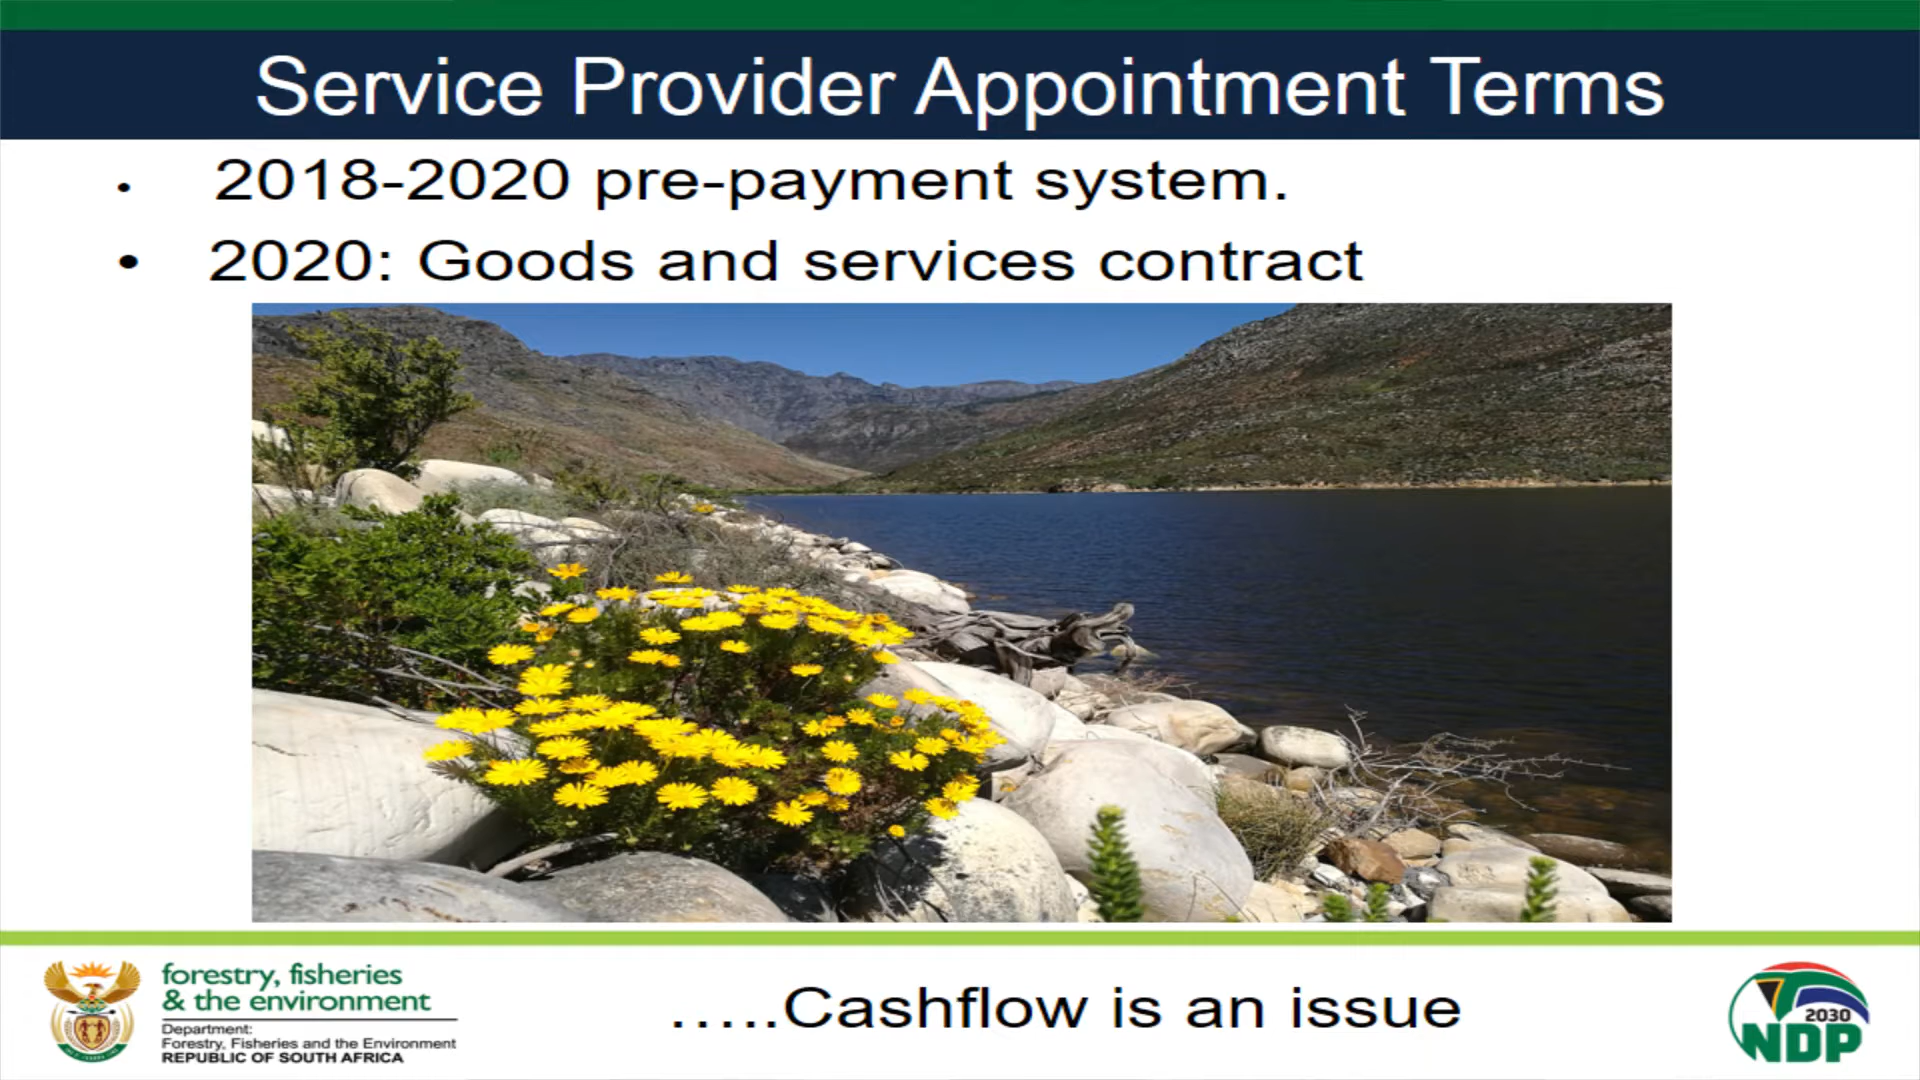 Service Provider Appointment Terms
• 2018-2020 pre-payment system.
• 2020: Goods and services contract
forestry, fisheries
& the environment
Department:
Forestry, Fisheries and the Environment
REPUBLIC OF SOUTH AFRICA
.....Cashflow is an issue
2030
NDP